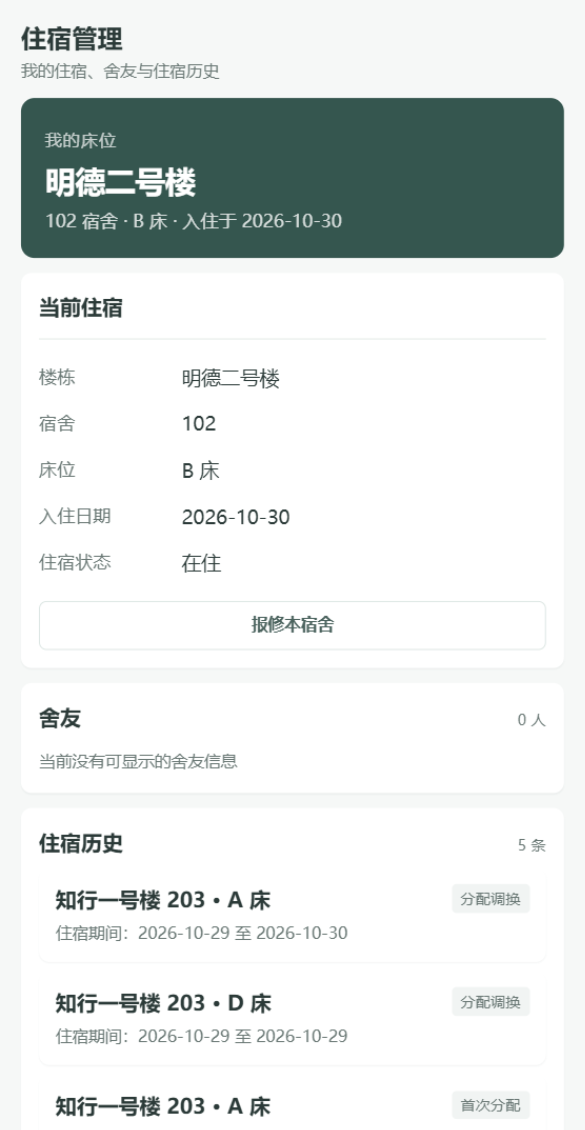 住宿管理
我的住宿、舍友与住宿历史
我的床位
明德二号楼
102 宿舍 · B 床 · 入住于 2026-10-30
当前住宿
楼栋 明德二号楼
宿舍 102
床位 B 床
入住日期 2026-10-30
住宿状态 在住
报修本宿舍
舍友 0 人
当前没有可显示的舍友信息
住宿历史 5 条
知行一号楼 203 • A 床 分配调换
住宿期间：2026-10-29 至 2026-10-30
知行一号楼 203 • D 床 分配调换
住宿期间：2026-10-29 至 2026-10-29
知行一号楼 203 • A 床 首次分配